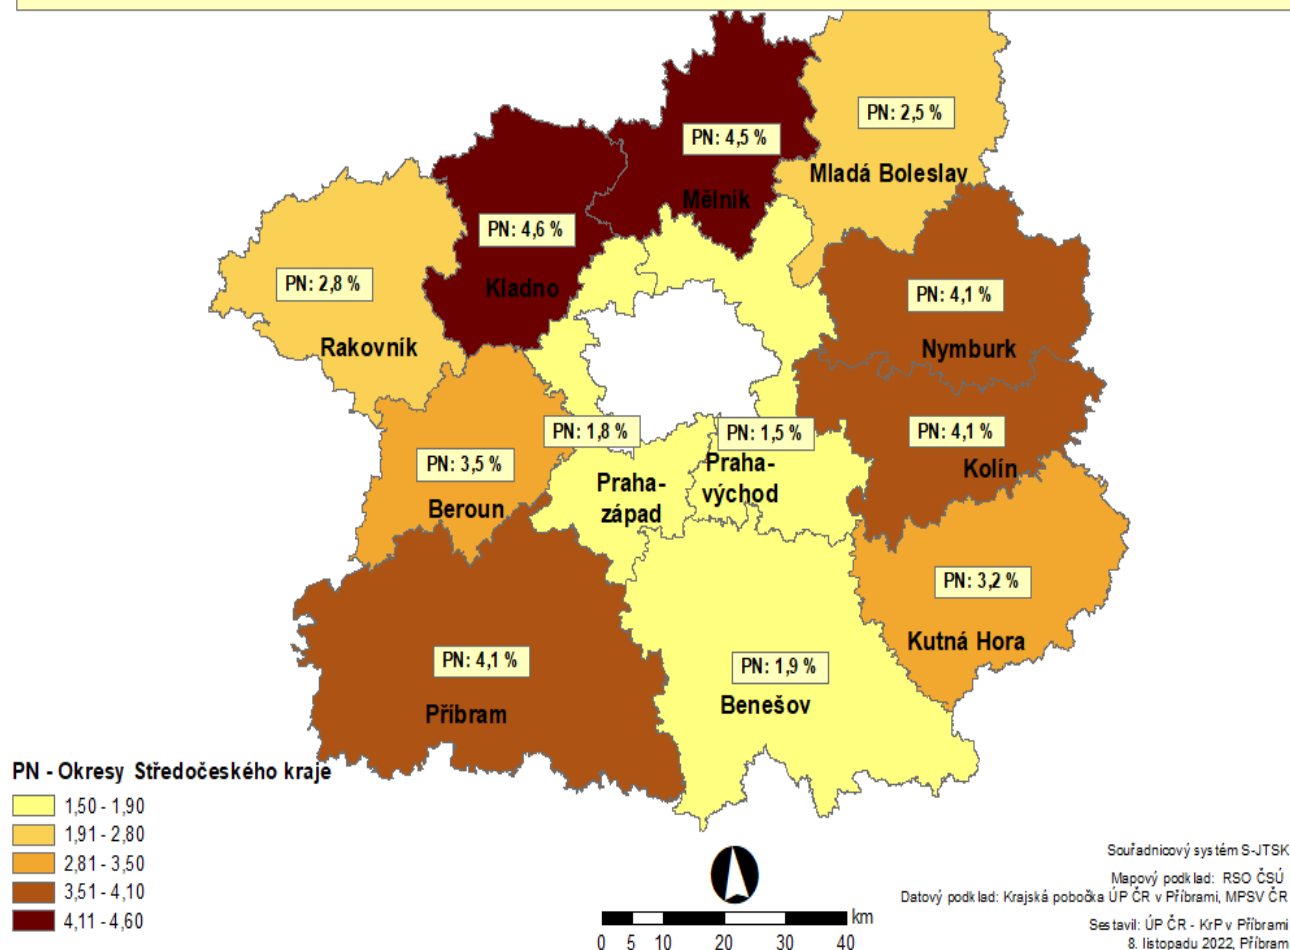 PN: 2,5 %
Mladá Boleslav
PN: 4,5 %
Mělník
PN: 4,6 %
Kladno
PN: 2,8 %
Rakovník
PN: 4,1 %
Nymburk
PN: 4,1 %
Kolín
PN: 1,8 %
Praha-
západ
PN: 1,5 %
Praha-
východ
PN: 3,5 %
Beroun
PN: 3,2 %
Kutná Hora
PN: 4,1 %
Příbram
PN: 1,9 %
Benešov
PN - Okresy Středočeského kraje
1,50 - 1,90
1,91 - 2,80
2,81 - 3,50
3,51 - 4,10
4,11 - 4,60
km
0 5 10 20 30 40
Souřadnicový systém S-JTSK
Mapový podklad: RSO ČSÚ
Datový podklad: Krajská pobočka ÚP ČR v Příbrami, MPSV ČR
Sestavil: ÚP ČR - KrP v Příbrami
8. listopadu 2022, Příbram